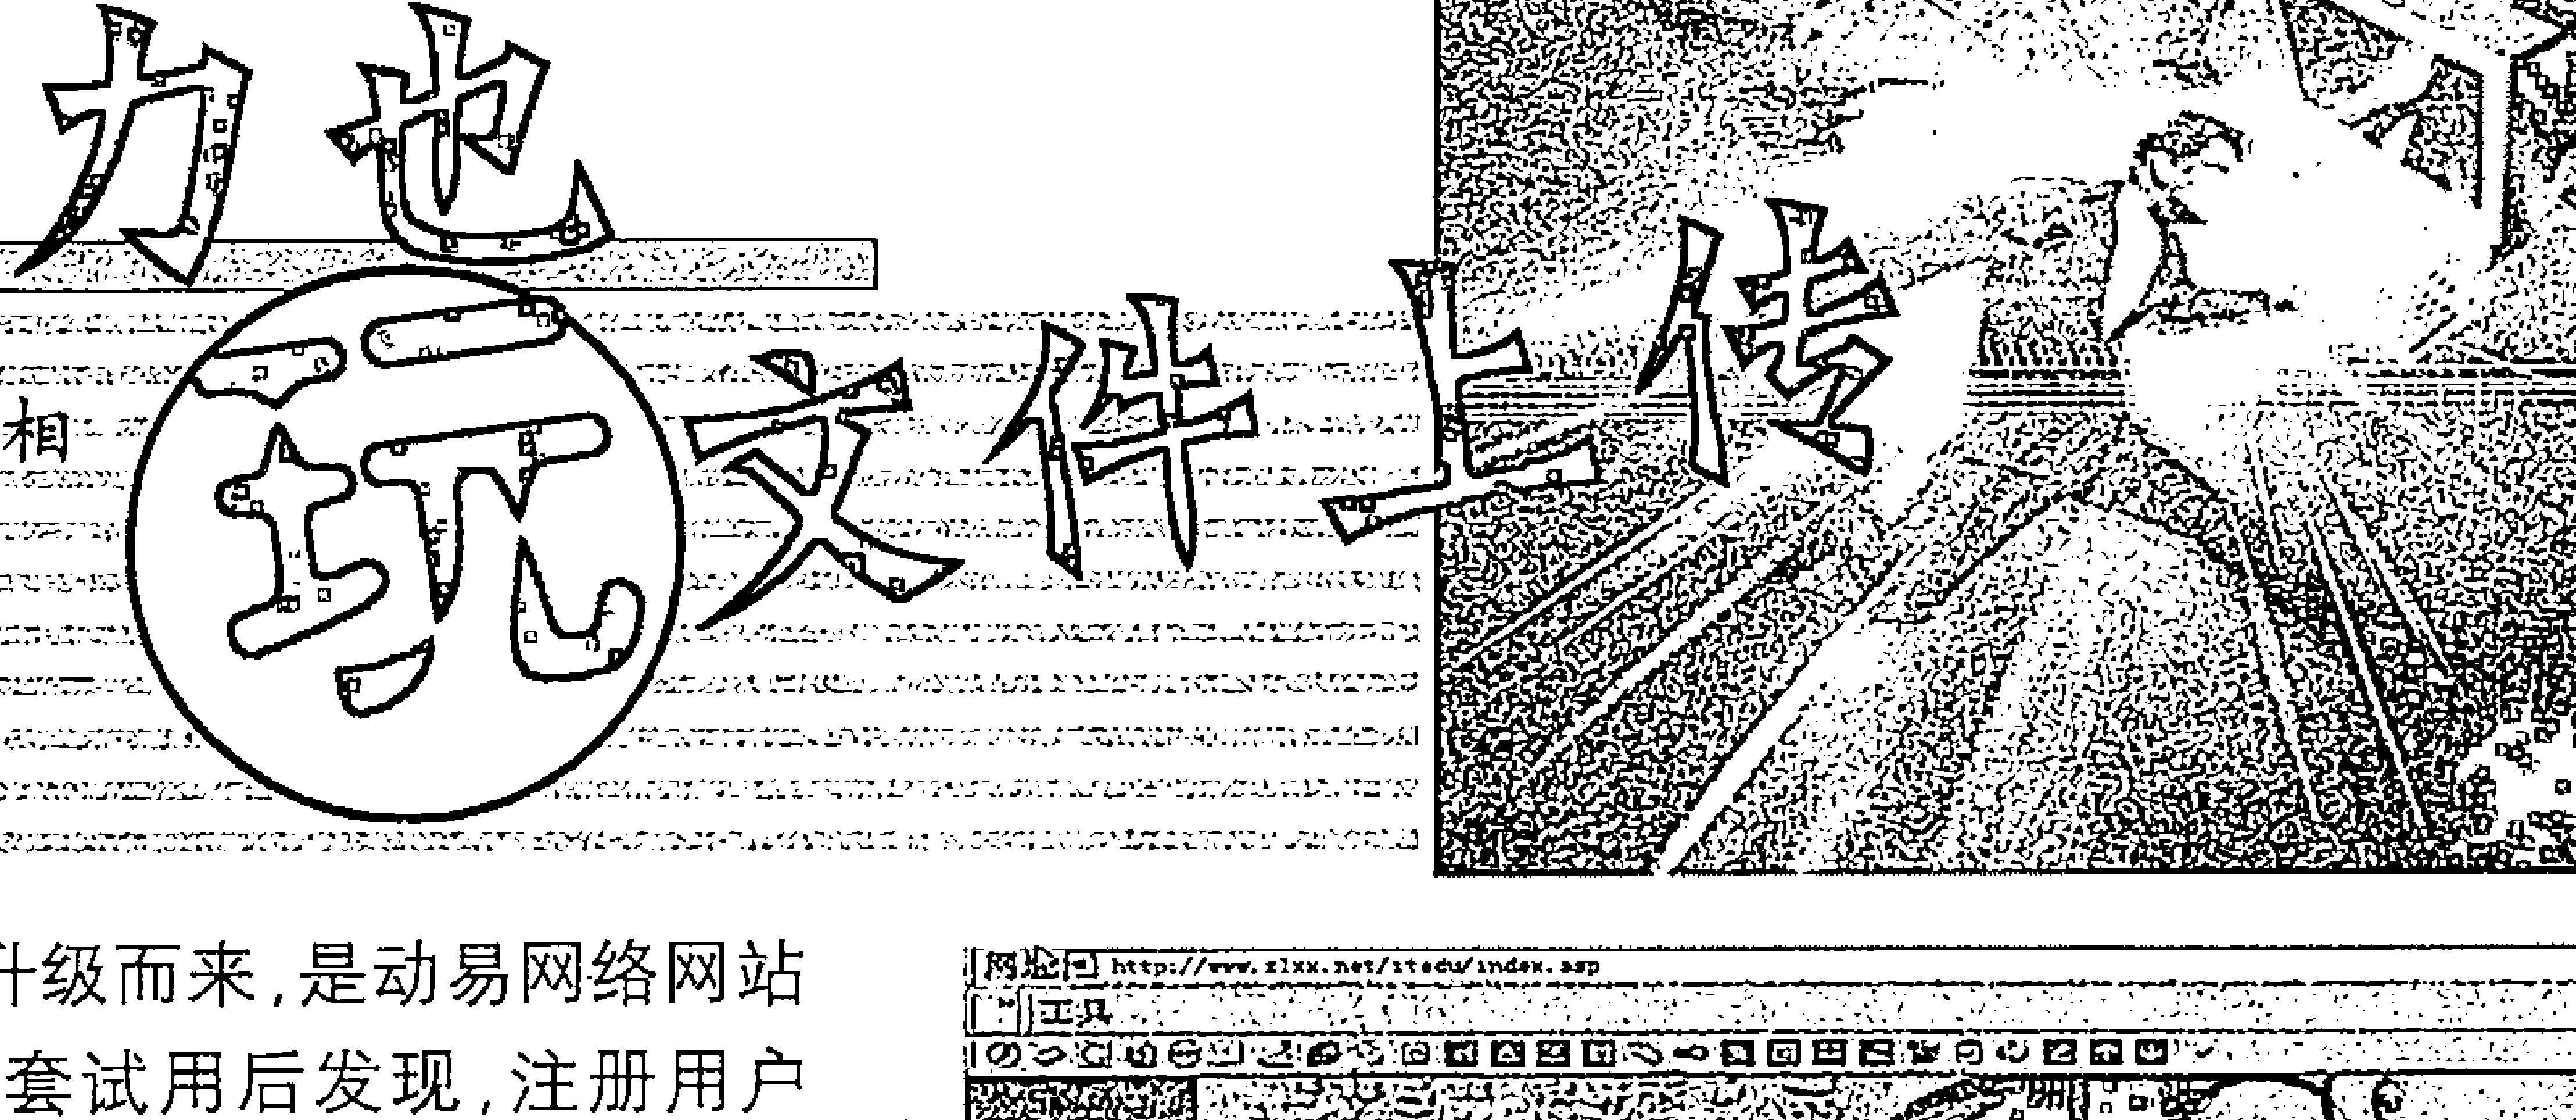 力也
玩文件上传
相
升级而来,是动易网络网站
套试用后发现,注册用户
网址 http://www.zlxx.net/itedu/index.asp
工具